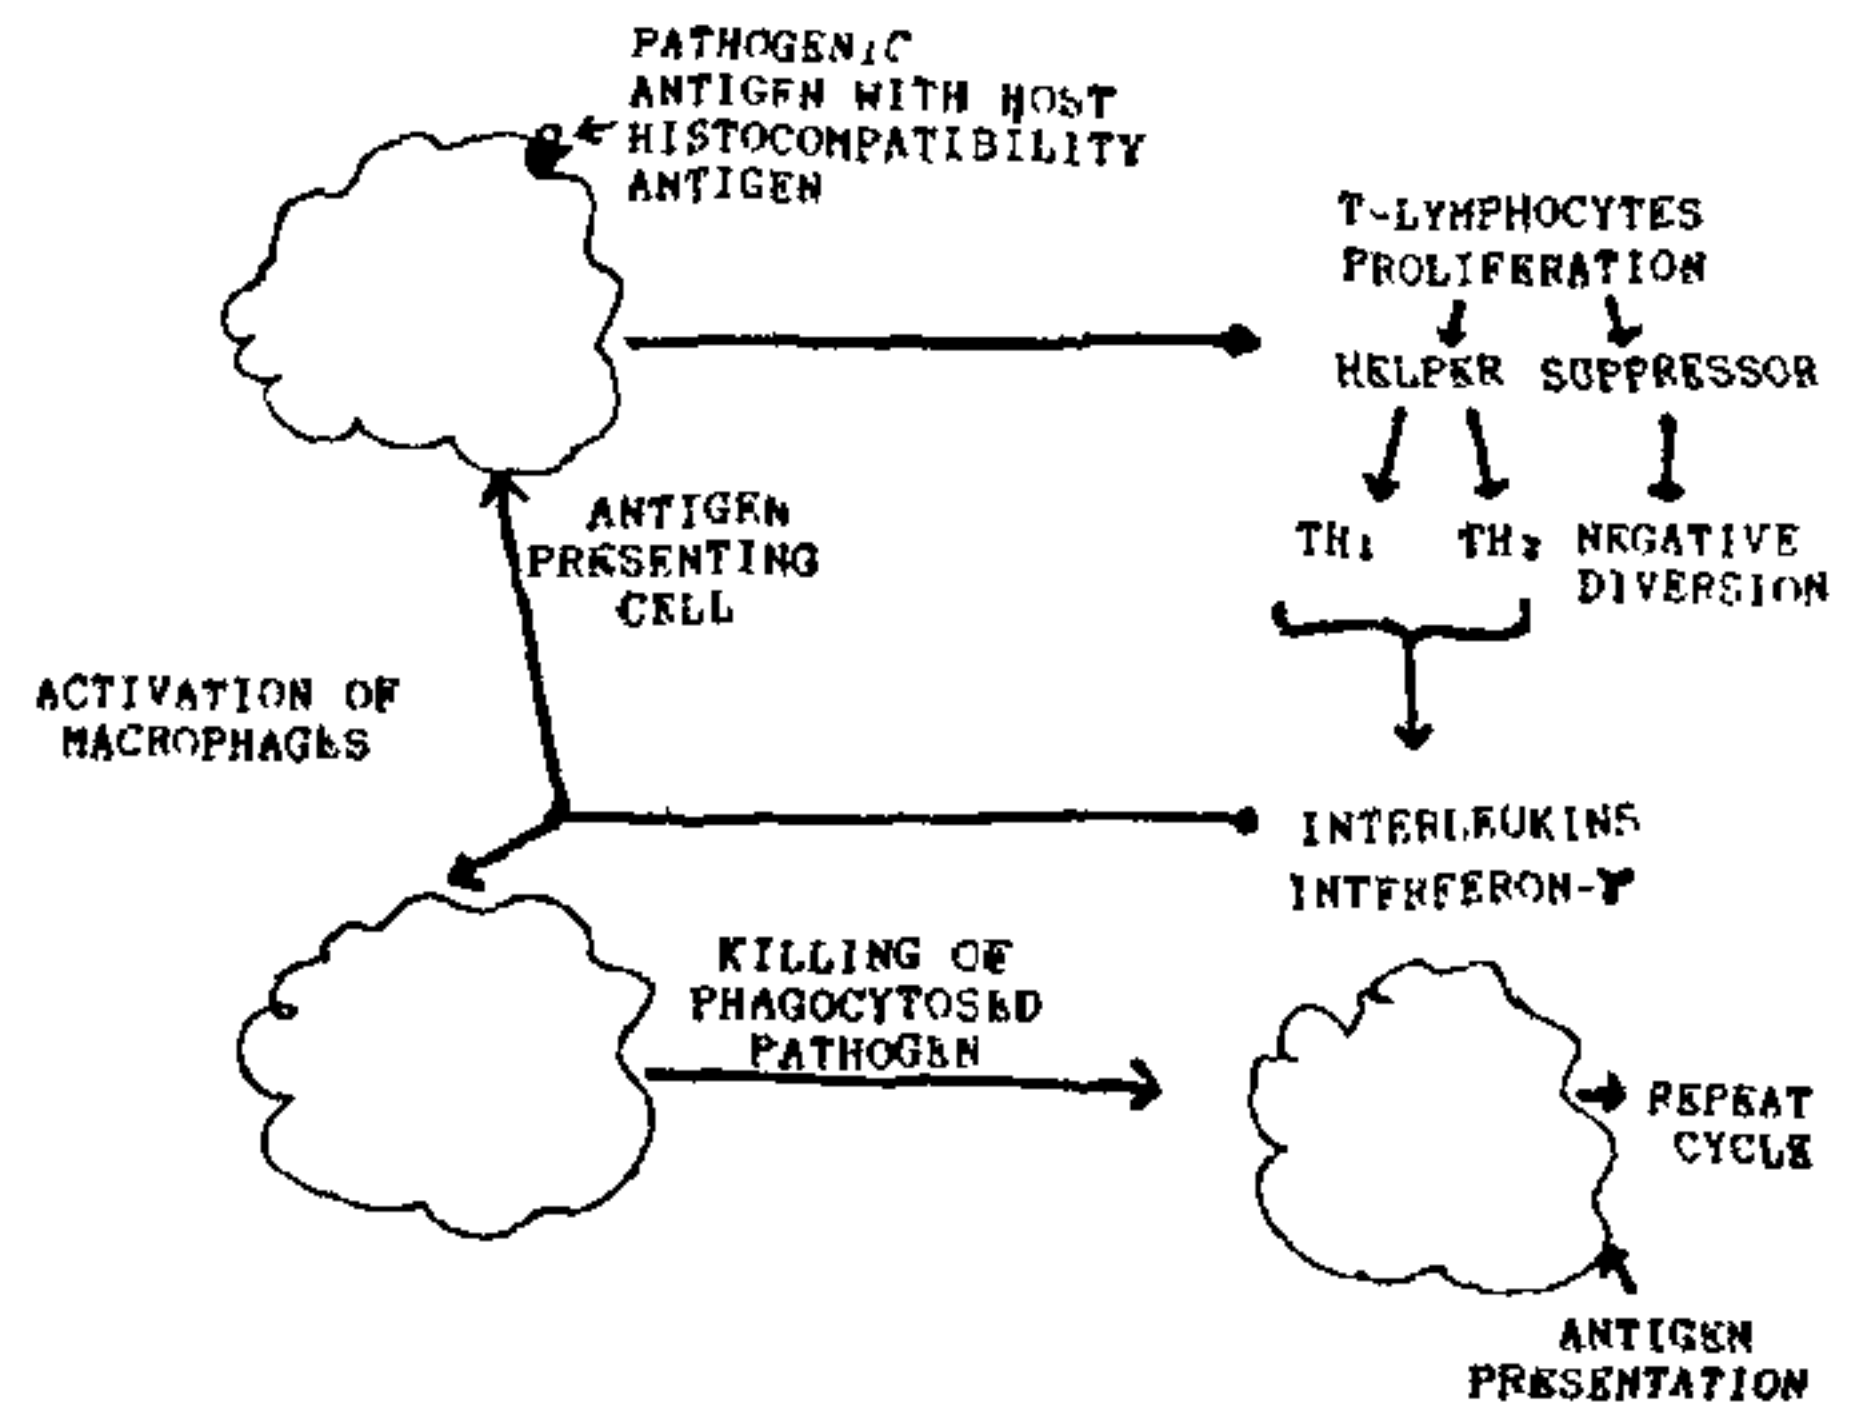 PATHOGENIC
ANTIGEN WITH HOST
HISTOCOMPATIBILITY
ANTIGEN
T-LYMPHOCYTES
PROLIFERATION
HELPER SUPPRESSOR
ANTIGEN
PRESENTING
CELL
TH₁ TH₂ NEGATIVE
DIVERSION
ACTIVATION OF
MACROPHAGES
INTERLEUKINS
INTERFERON-γ
KILLING OF
PHAGOCYTOSED
PATHOGEN
REPEAT
CYCLE
ANTIGEN
PRESENTATION